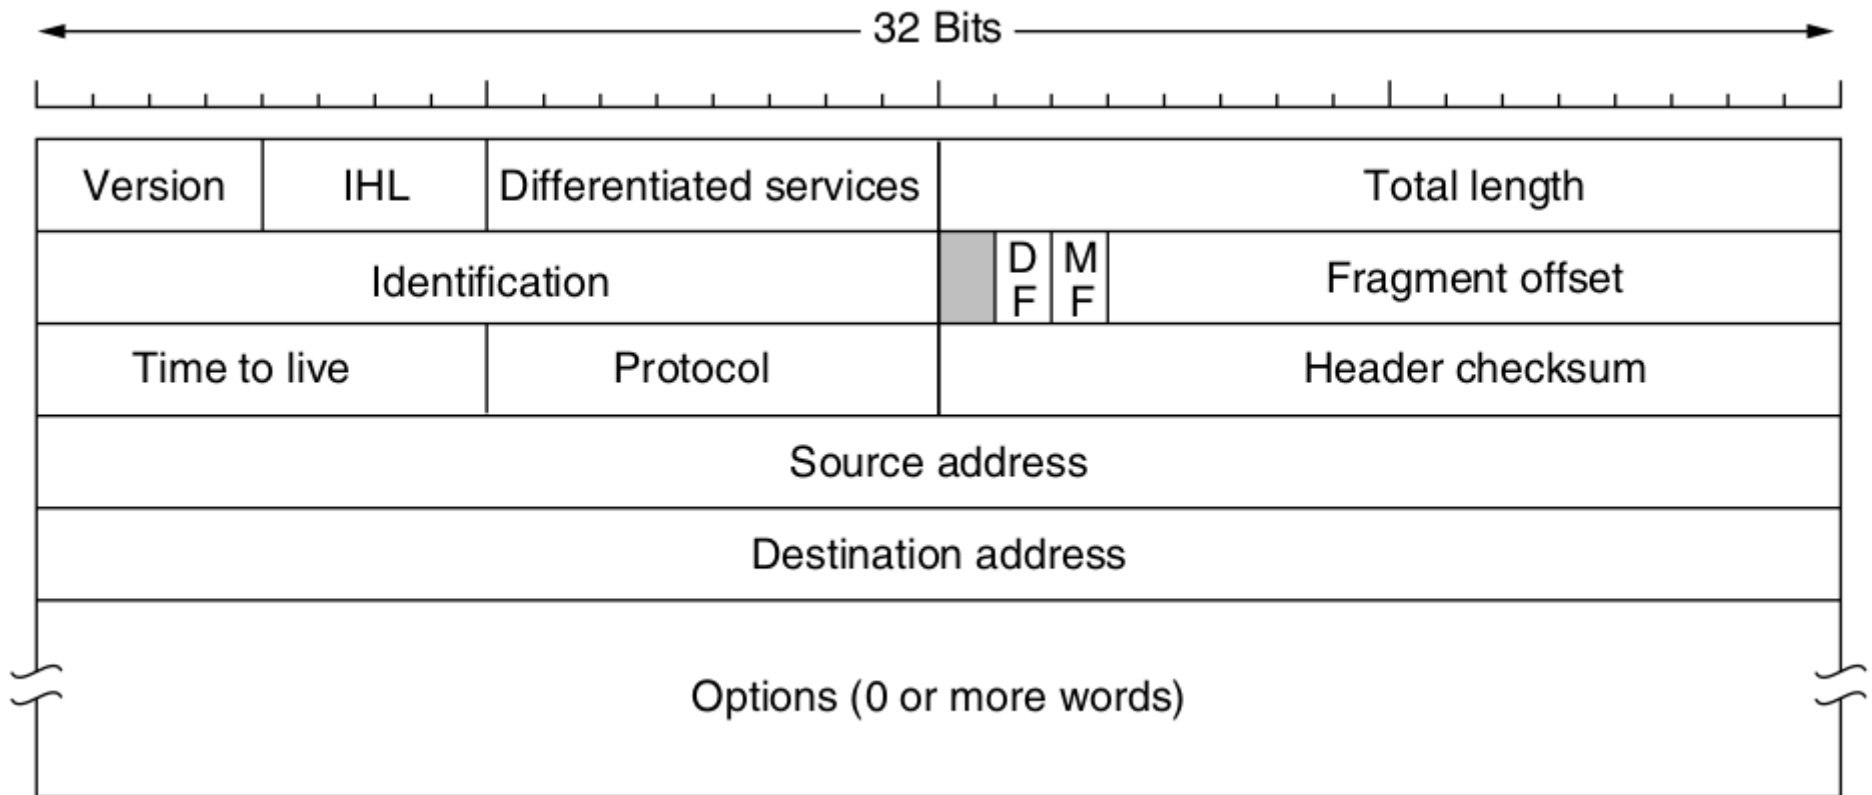 32 Bits
Version IHL Differentiated services Total length
Identification D F M F Fragment offset
Time to live Protocol Header checksum
Source address
Destination address
Options (0 or more words)